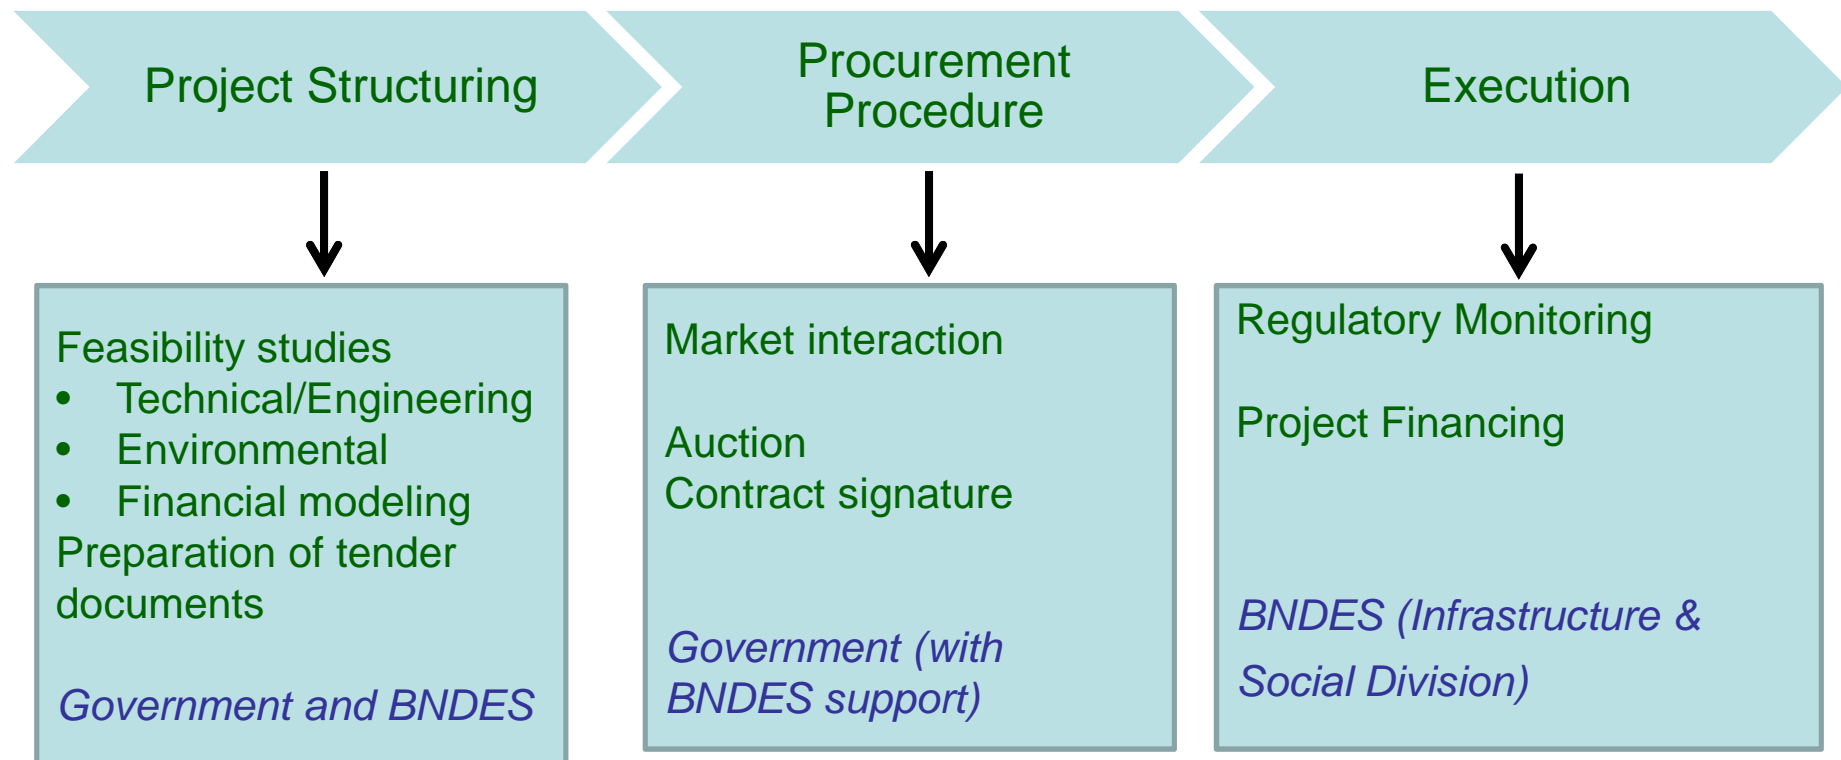 Project Structuring
Procurement
Procedure
Execution
Feasibility studies
• Technical/Engineering
• Environmental
• Financial modeling
Preparation of tender
documents
Government and BNDES
Market interaction
Auction
Contract signature
Government (with
BNDES support)
Regulatory Monitoring
Project Financing
BNDES (Infrastructure &
Social Division)